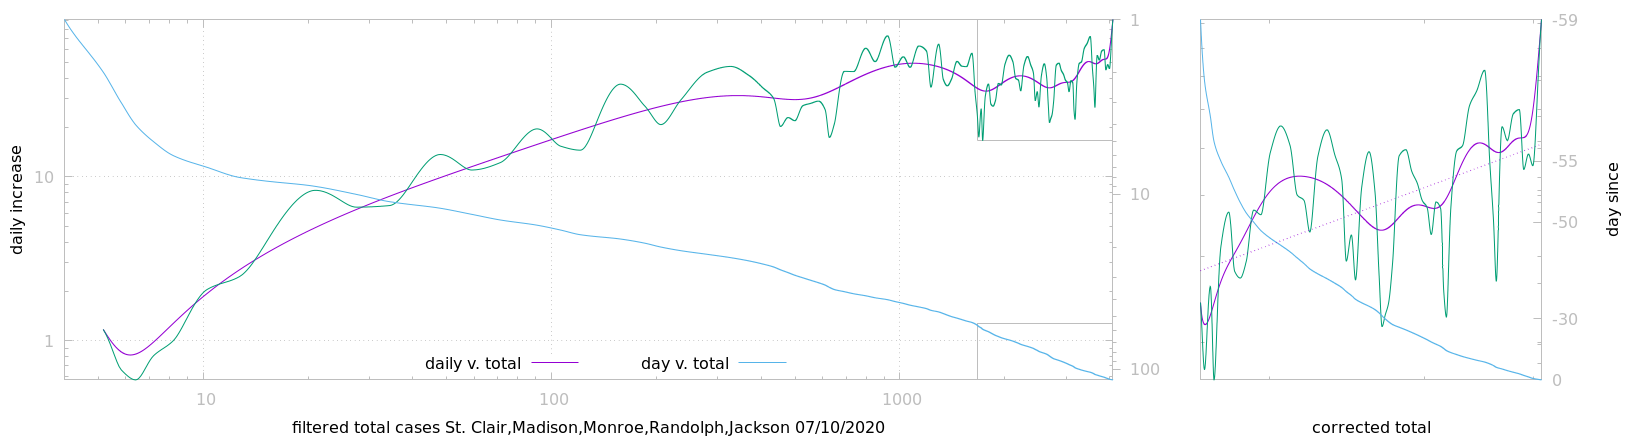 daily increase
10
1
daily v. total
day v. total
10
100
1000
filtered total cases St. Clair,Madison,Monroe,Randolph,Jackson 07/10/2020
1
10
100
-59
-55
-50
-30
0
day since
corrected total